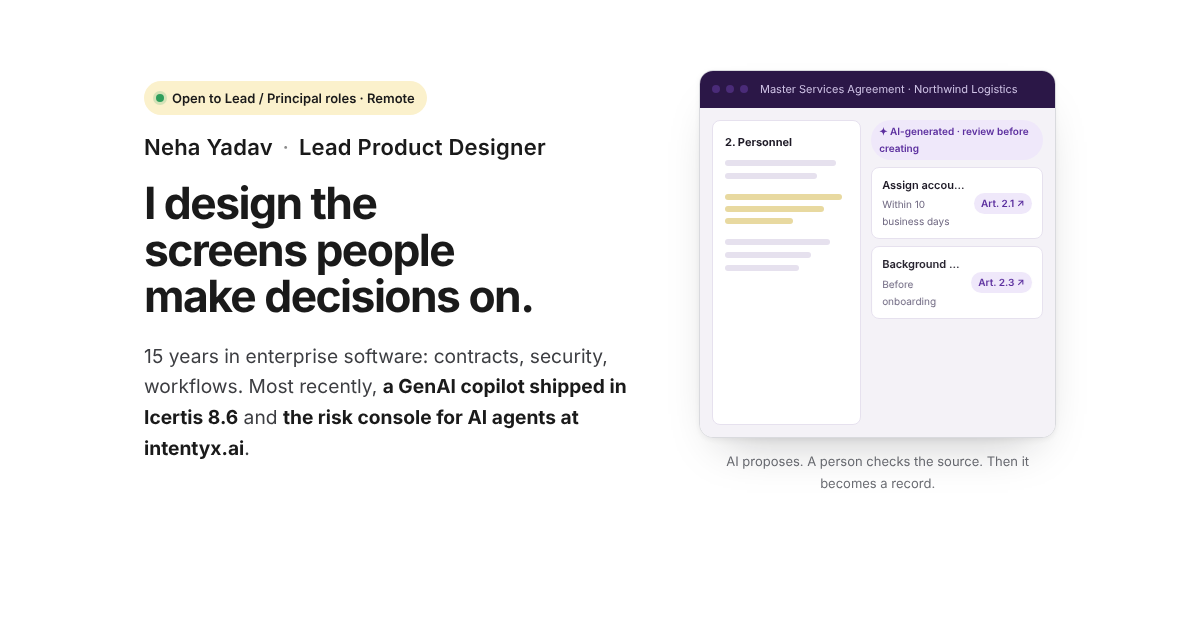 Open to Lead / Principal roles · Remote
Neha Yadav · Lead Product Designer
I design the
screens people
make decisions on.
15 years in enterprise software: contracts, security,
workflows. Most recently, a GenAI copilot shipped in
Icertis 8.6 and the risk console for AI agents at
intentyx.ai.
Master Services Agreement · Northwind Logistics
2. Personnel
✦ AI-generated · review before
creating
Assign accou...
Within 10
business days
Art. 2.1 ↗
Background ...
Before
onboarding
Art. 2.3 ↗
AI proposes. A person checks the source. Then it
becomes a record.